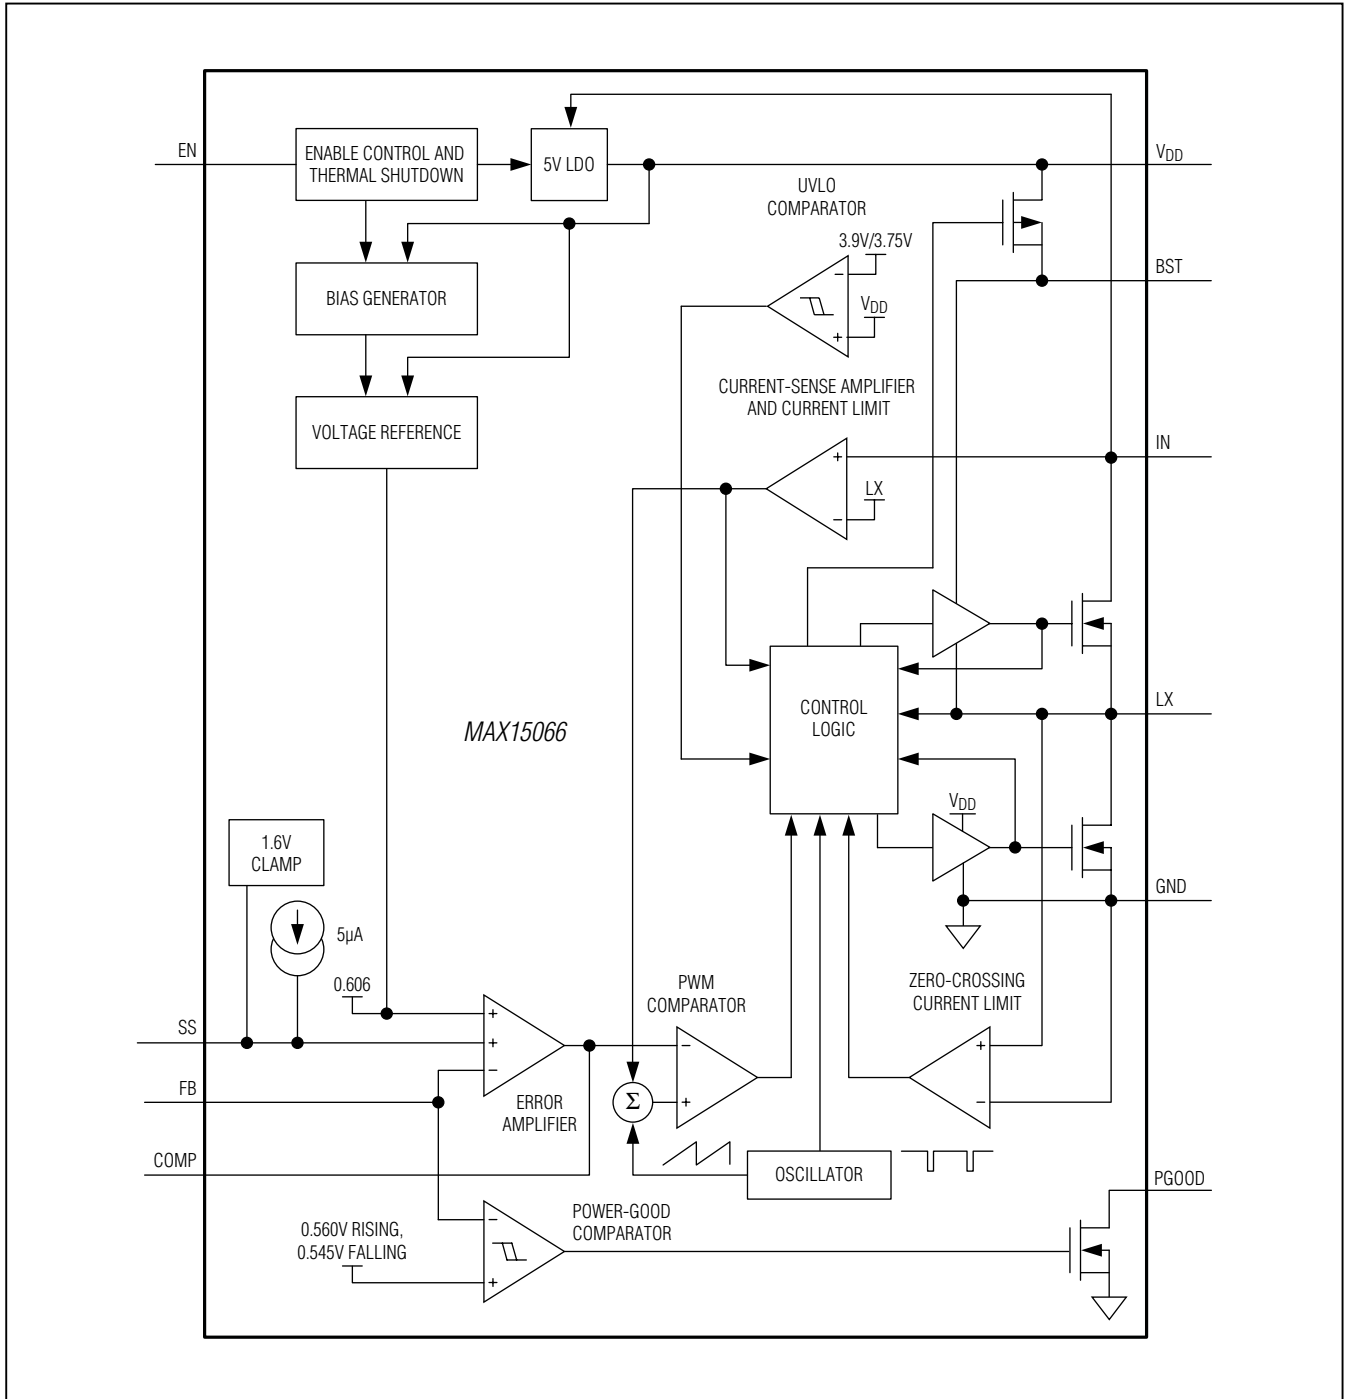 EN
ENABLE CONTROL AND
THERMAL SHUTDOWN
5V LDO
VDD
UVLO
COMPARATOR
3.9V/3.75V
VDD
BST
BIAS GENERATOR
CURRENT-SENSE AMPLIFIER
AND CURRENT LIMIT
VOLTAGE REFERENCE
IN
LX
MAX15066
CONTROL
LOGIC
LX
VDD
1.6V
CLAMP
GND
5µA
0.606
PWM
COMPARATOR
ZERO-CROSSING
CURRENT LIMIT
SS
FB
ERROR
AMPLIFIER
Σ
COMP
OSCILLATOR
PGOOD
0.560V RISING,
0.545V FALLING
POWER-GOOD
COMPARATOR
+
−